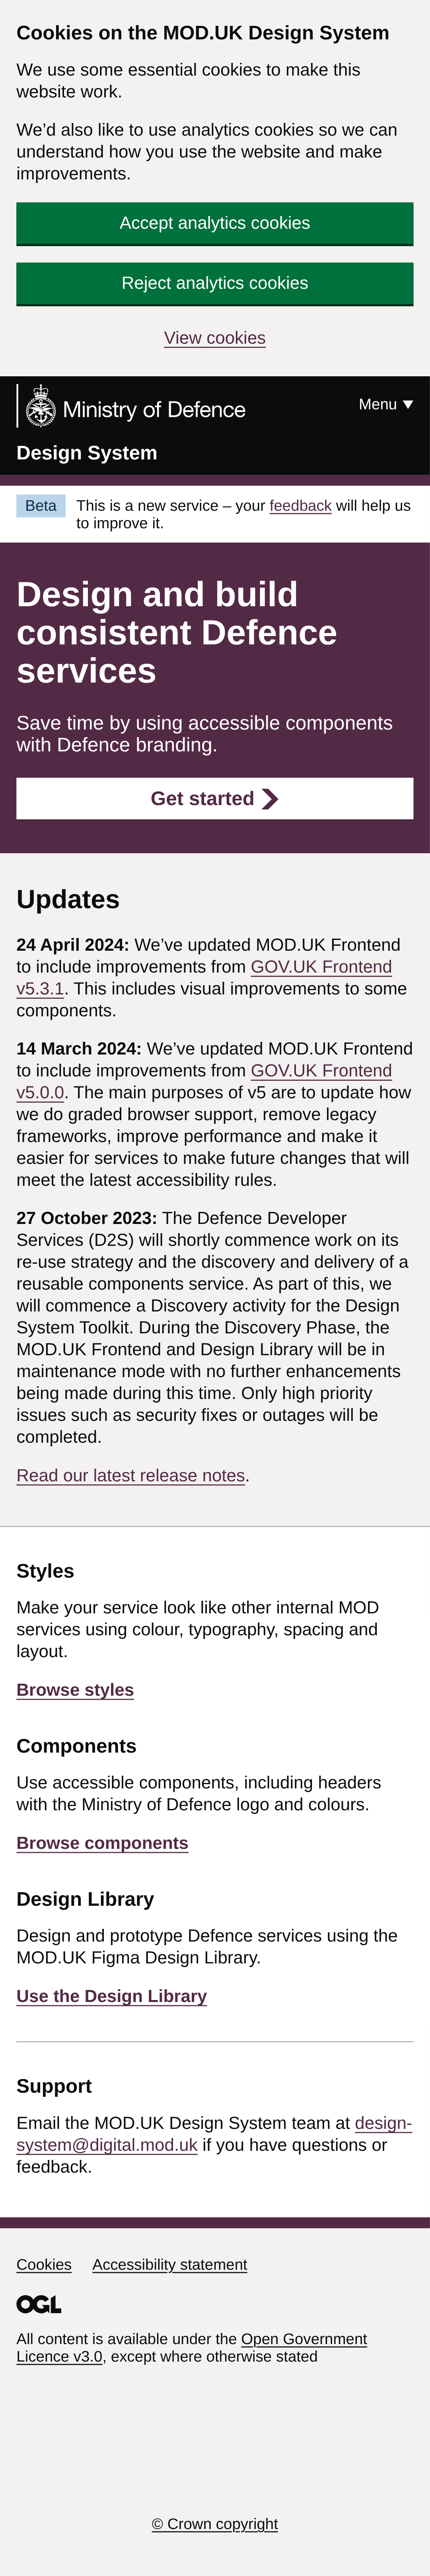 Cookies on the MOD.UK Design System
We use some essential cookies to make this
website work.
We’d also like to use analytics cookies so we can
understand how you use the website and make
improvements.
Accept analytics cookies
Reject analytics cookies
View cookies
Ministry of Defence
Menu ▼
Design System
Beta
This is a new service – your feedback will help us
to improve it.
Design and build
consistent Defence
services
Save time by using accessible components
with Defence branding.
Get started
Updates
24 April 2024: We’ve updated MOD.UK Frontend
to include improvements from GOV.UK Frontend
v5.3.1. This includes visual improvements to some
components.
14 March 2024: We’ve updated MOD.UK Frontend
to include improvements from GOV.UK Frontend
v5.0.0. The main purposes of v5 are to update how
we do graded browser support, remove legacy
frameworks, improve performance and make it
easier for services to make future changes that will
meet the latest accessibility rules.
27 October 2023: The Defence Developer
Services (D2S) will shortly commence work on its
re-use strategy and the discovery and delivery of a
reusable components service. As part of this, we
will commence a Discovery activity for the Design
System Toolkit. During the Discovery Phase, the
MOD.UK Frontend and Design Library will be in
maintenance mode with no further enhancements
being made during this time. Only high priority
issues such as security fixes or outages will be
completed.
Read our latest release notes.
Styles
Make your service look like other internal MOD
services using colour, typography, spacing and
layout.
Browse styles
Components
Use accessible components, including headers
with the Ministry of Defence logo and colours.
Browse components
Design Library
Design and prototype Defence services using the
MOD.UK Figma Design Library.
Use the Design Library
Support
Email the MOD.UK Design System team at design-
system@digital.mod.uk if you have questions or
feedback.
Cookies
Accessibility statement
OGL
All content is available under the Open Government
Licence v3.0, except where otherwise stated
© Crown copyright